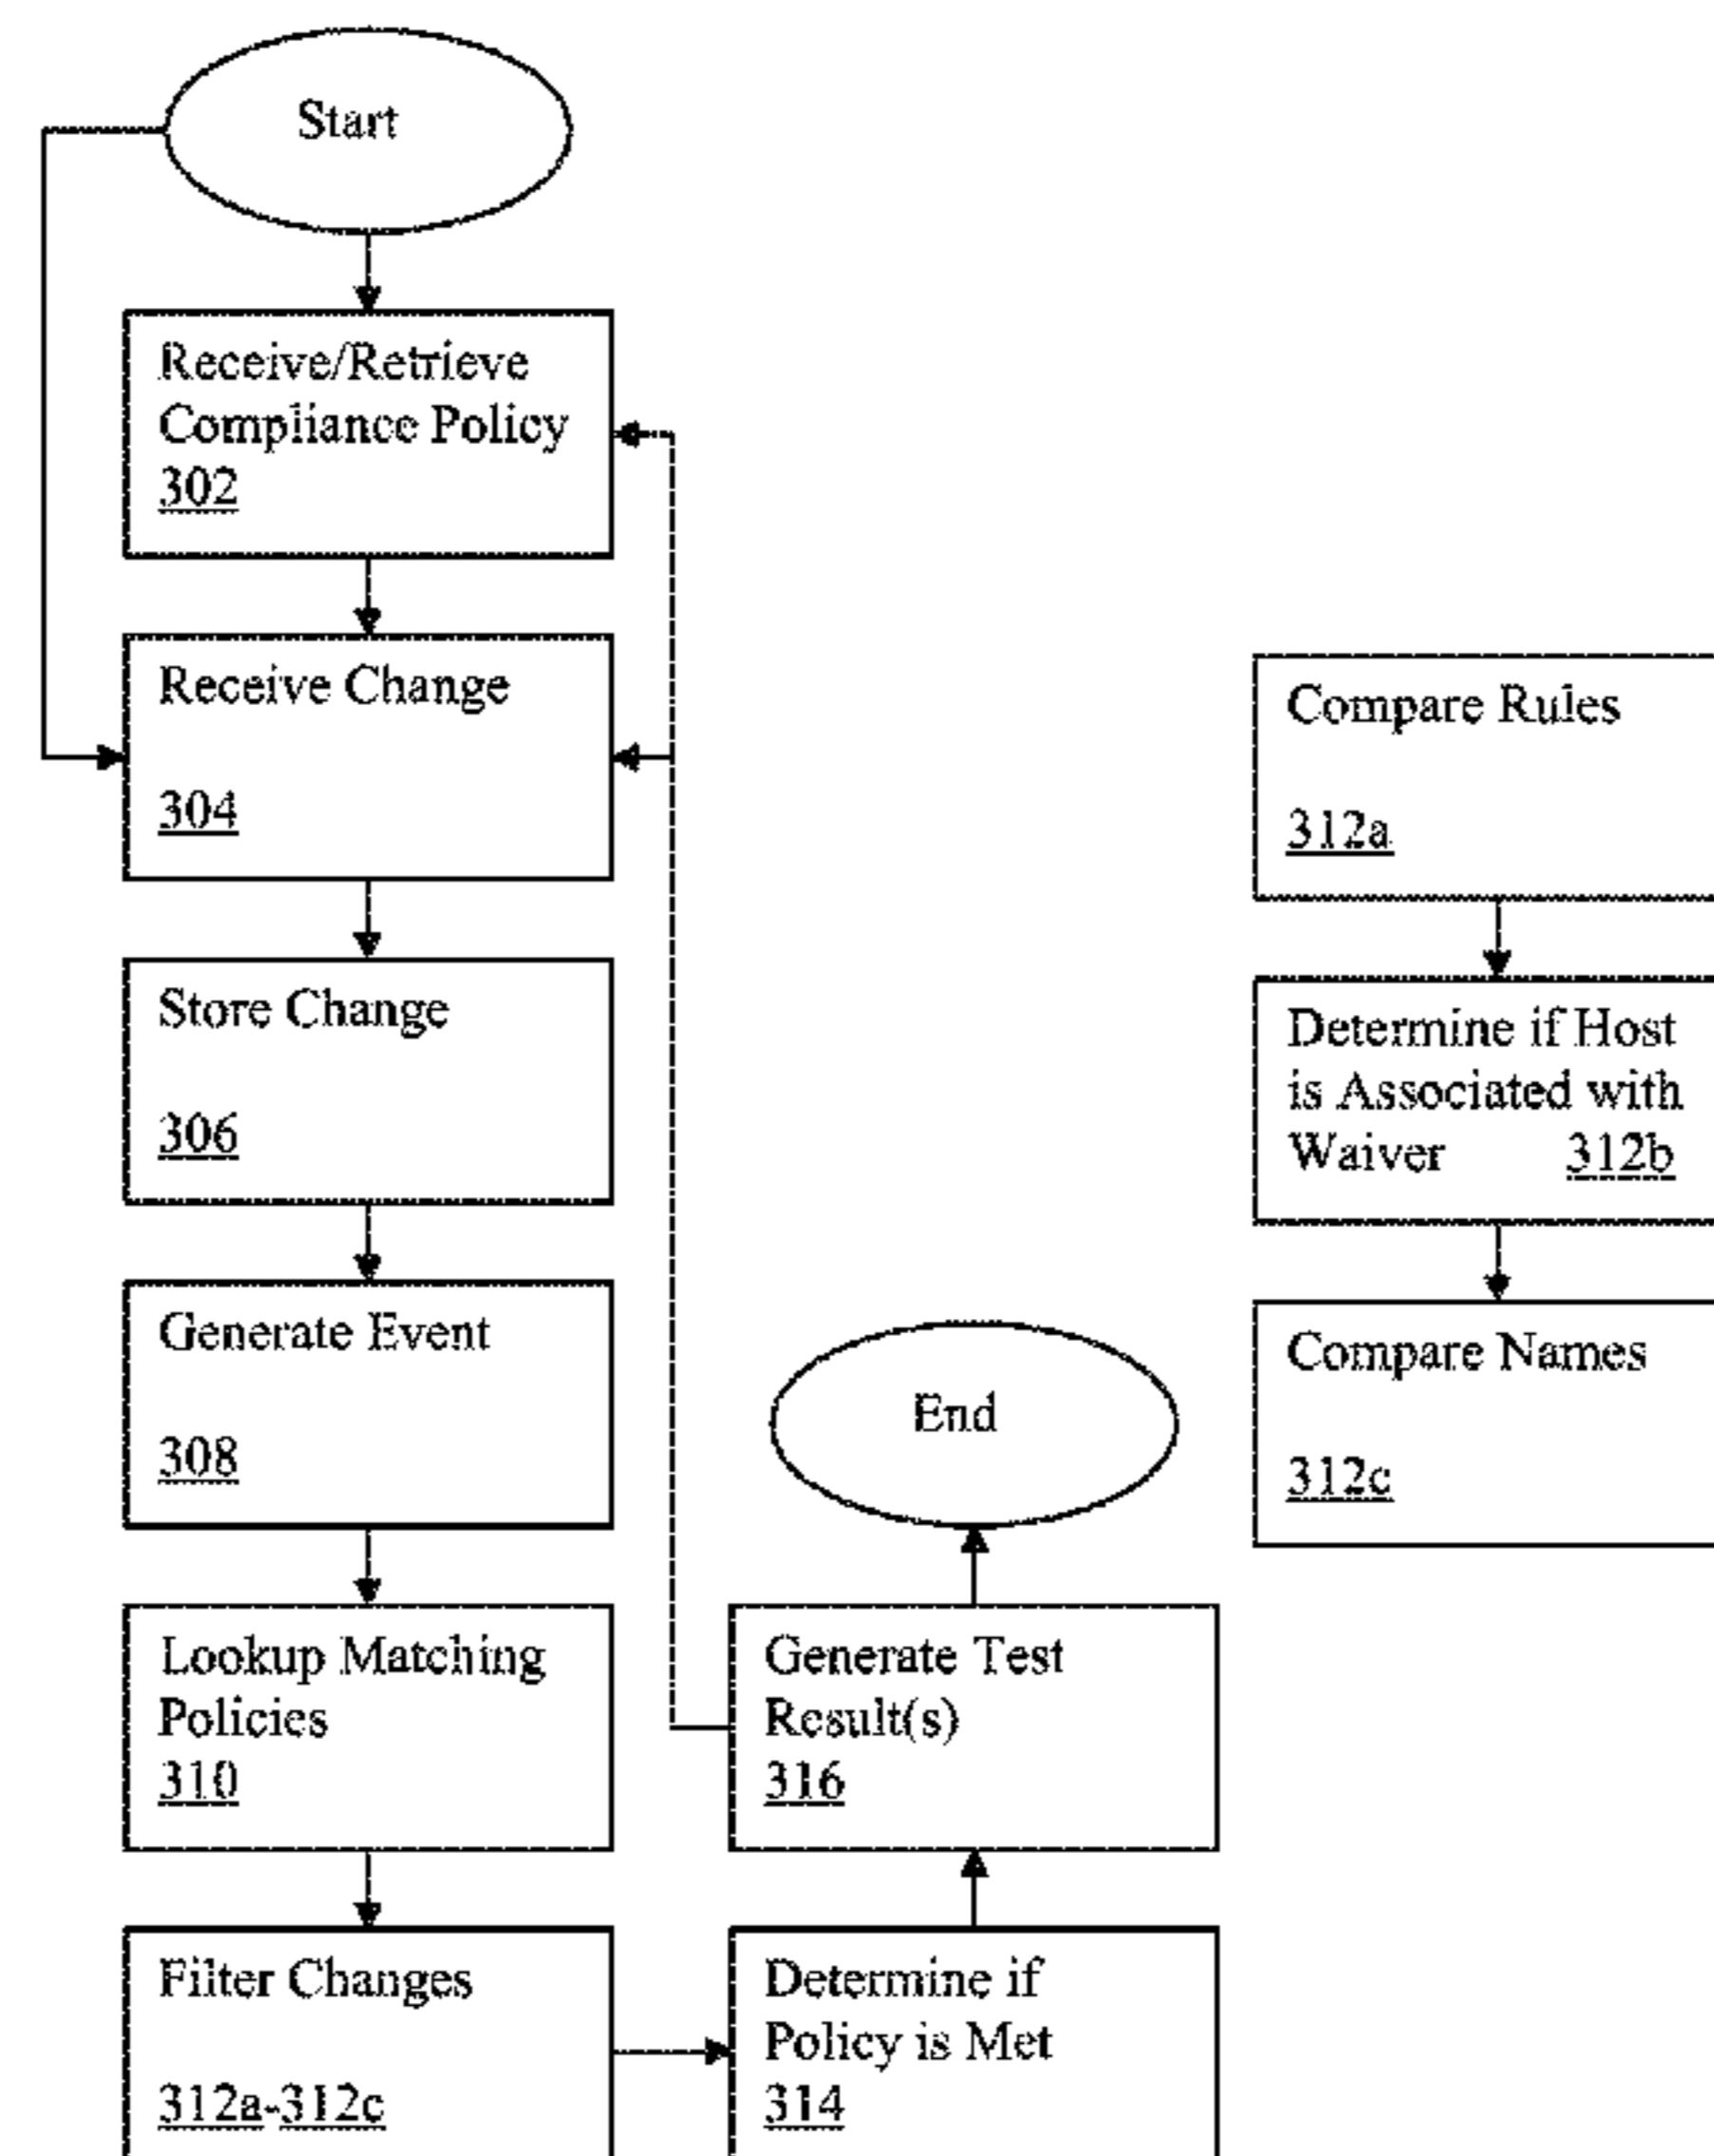 Start
Receive/Retrieve
Compliance Policy
302
Receive Change
304
Store Change
306
Generate Event
308
Lookup Matching
Policies
310
Filter Changes
312a-312c
Determine if
Policy is Met
314
Generate Test
Result(s)
316
End
Compare Rules
312a
Determine if Host
is Associated with
Waiver 312b
Compare Names
312c